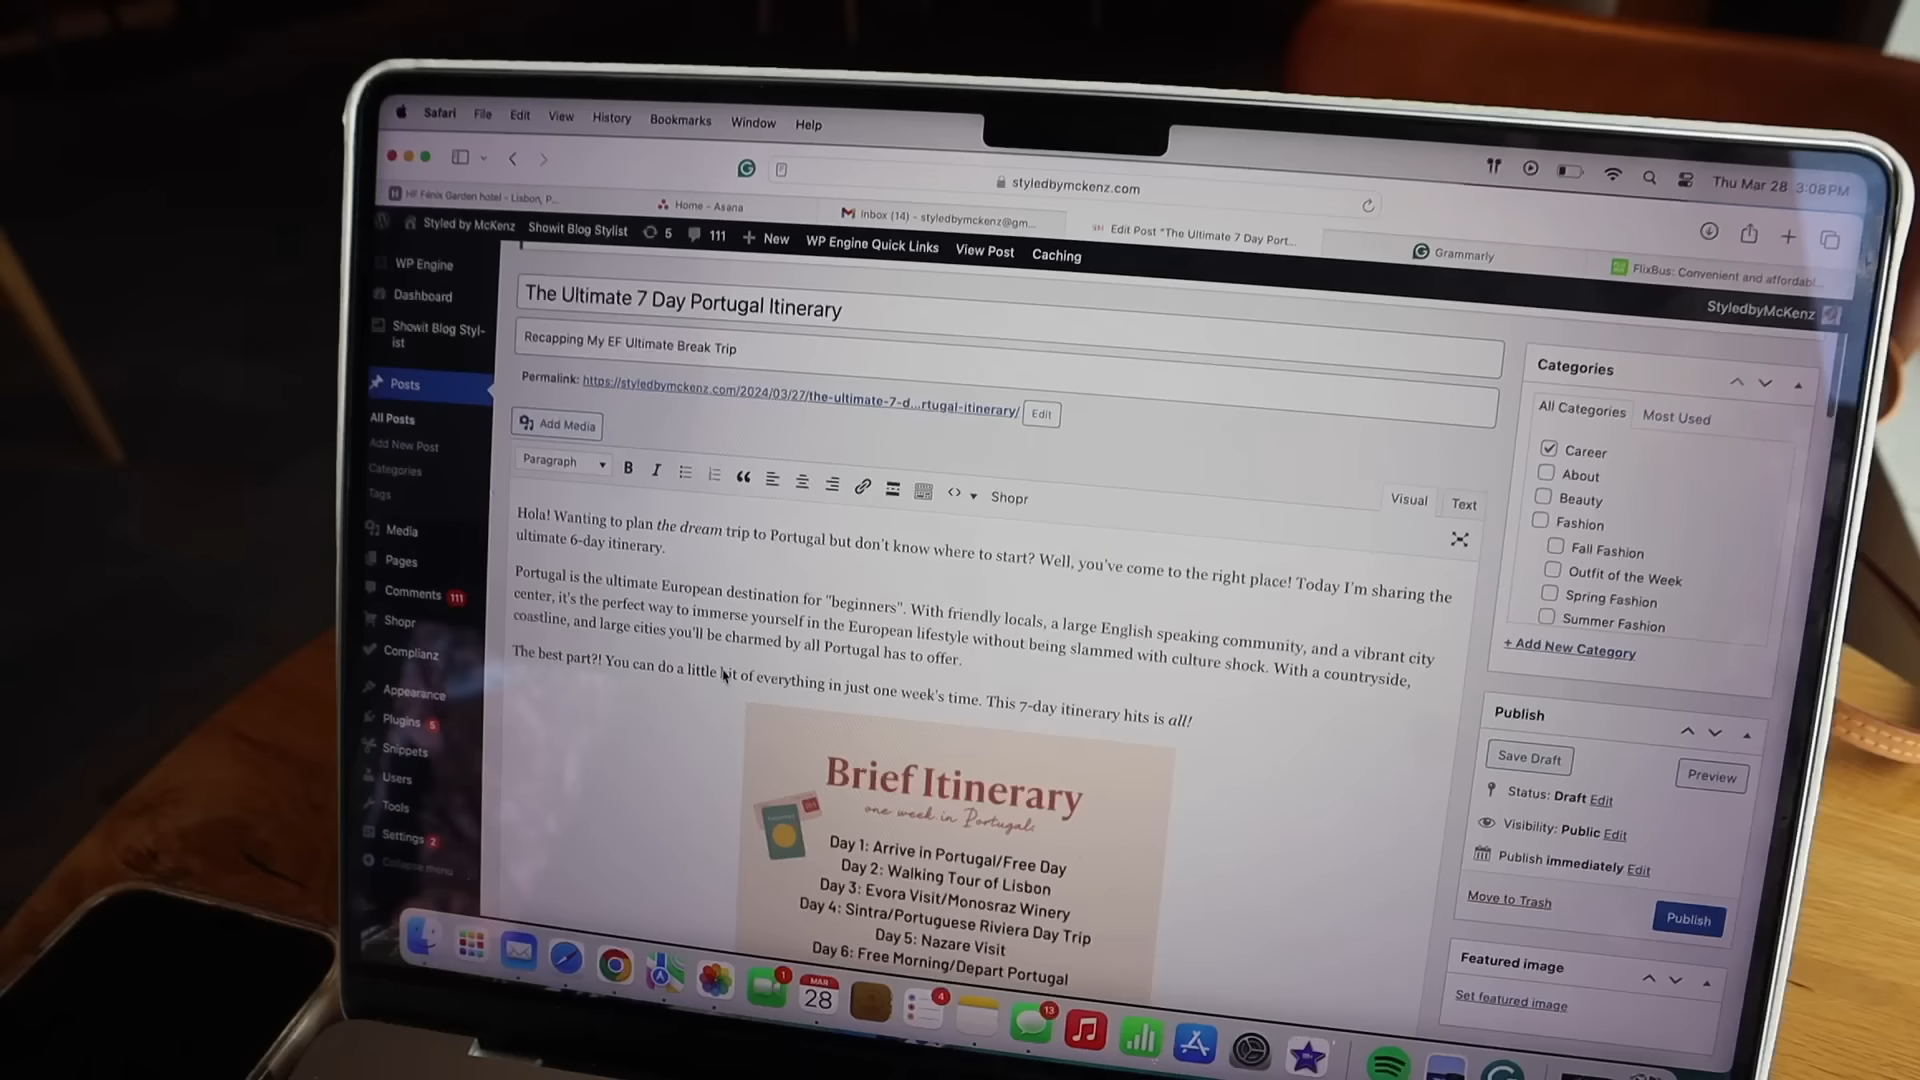 Safari File Edit View History Bookmarks Window Help
Thu Mar 28 3:08PM
styledbymckenz.com
HF Fénix Garden hotel - Lisbon, P...
Home - Asana
Inbox (14) - styledbymckenz@gm...
Edit Post "The Ultimate 7 Day Port...
Grammarly
FlixBus: Convenient and affordabl...
Styled by McKenz Showit Blog Stylist 5 111 + New WP Engine Quick Links View Post Caching
StyledbyMcKenz
WP Engine
Dashboard
Showit Blog Styl-
ist
Posts
All Posts
Add New Post
Categories
Tags
Media
Pages
Comments 111
Shopr
Complianz
Appearance
Plugins 5
Snippets
Users
Tools
Settings 2
Collapse menu
The Ultimate 7 Day Portugal Itinerary
Recapping My EF Ultimate Break Trip
Permalink: https://styledbymckenz.com/2024/03/27/the-ultimate-7-d...rtugal-itinerary/ Edit
Add Media
Paragraph B I Shopr
Visual Text
Hola! Wanting to plan the dream trip to Portugal but don't know where to start? Well, you've come to the right place! Today I'm sharing the
ultimate 6-day itinerary.
Portugal is the ultimate European destination for "beginners". With friendly locals, a large English speaking community, and a vibrant city
center, it's the perfect way to immerse yourself in the European lifestyle without being slammed with culture shock. With a countryside,
coastline, and large cities you'll be charmed by all Portugal has to offer.
The best part?! You can do a little bit of everything in just one week's time. This 7-day itinerary hits is all!
Brief Itinerary
one week in Portugal:
Day 1: Arrive in Portugal/Free Day
Day 2: Walking Tour of Lisbon
Day 3: Evora Visit/Monosraz Winery
Day 4: Sintra/Portuguese Riviera Day Trip
Day 5: Nazare Visit
Day 6: Free Morning/Depart Portugal
Categories
All Categories Most Used
Career
About
Beauty
Fashion
Fall Fashion
Outfit of the Week
Spring Fashion
Summer Fashion
+ Add New Category
Publish
Save Draft Preview
Status: Draft Edit
Visibility: Public Edit
Publish immediately Edit
Move to Trash Publish
Featured image
Set featured image
1
MAR
28
4
13